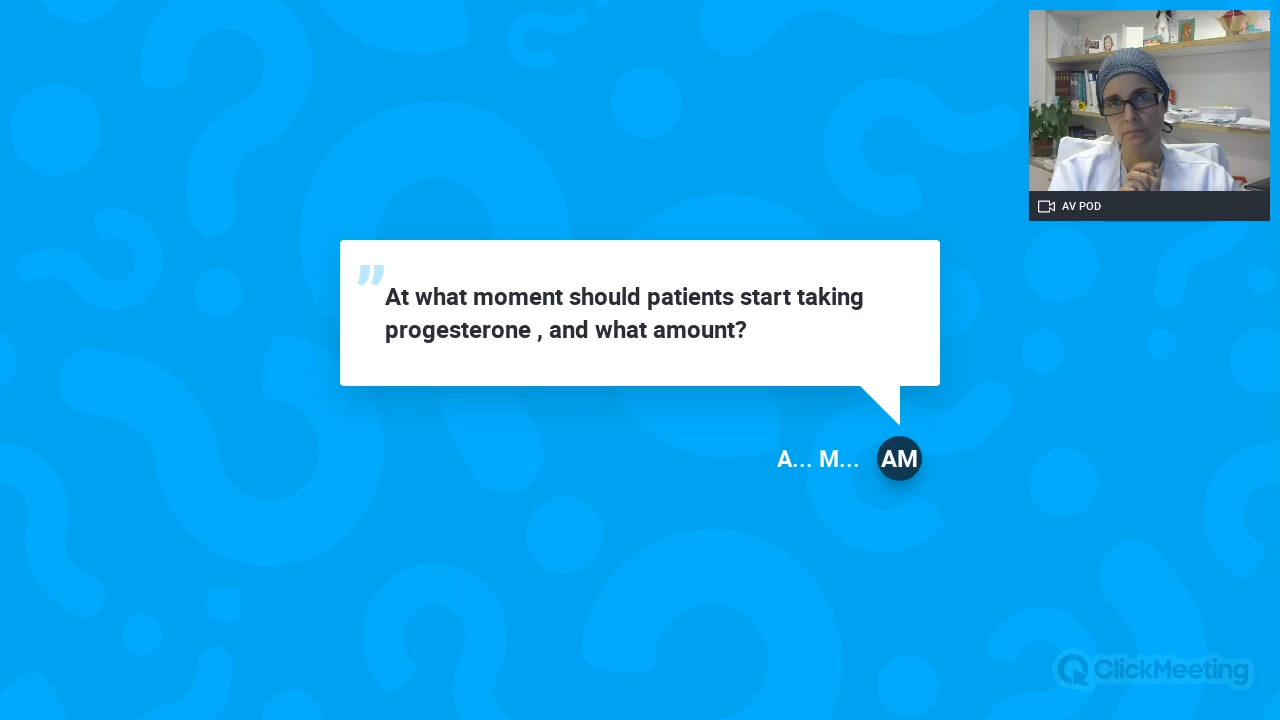 AV POD
”
At what moment should patients start taking
progesterone , and what amount?
A... M...
AM
ClickMeeting